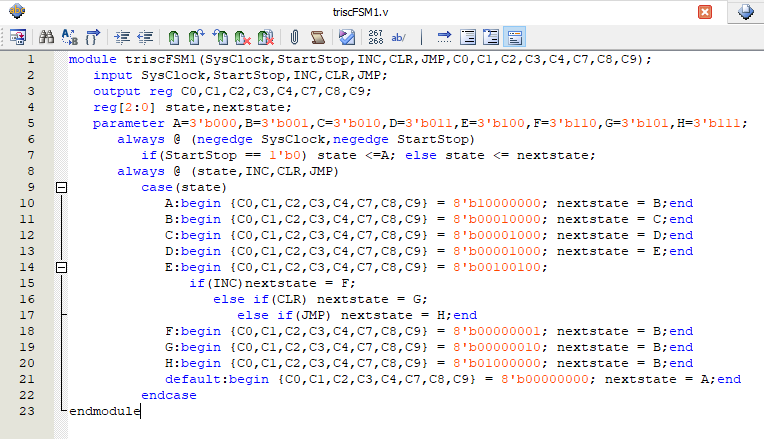 triscFSM1.v
267
268
ab/
1 module triscFSM1(SysClock,StartStop,INC,CLR,JMP,C0,C1,C2,C3,C4,C7,C8,C9);
2 input SysClock,StartStop,INC,CLR,JMP;
3 output reg C0,C1,C2,C3,C4,C7,C8,C9;
4 reg[2:0] state,nextstate;
5 parameter A=3'b000,B=3'b001,C=3'b010,D=3'b011,E=3'b100,F=3'b110,G=3'b101,H=3'b111;
6 always @ (negedge SysClock,negedge StartStop)
7 if(StartStop == 1'b0) state <=A; else state <= nextstate;
8 always @ (state,INC,CLR,JMP)
9 case(state)
10 A:begin {C0,C1,C2,C3,C4,C7,C8,C9} = 8'b10000000; nextstate = B;end
11 B:begin {C0,C1,C2,C3,C4,C7,C8,C9} = 8'b00010000; nextstate = C;end
12 C:begin {C0,C1,C2,C3,C4,C7,C8,C9} = 8'b00001000; nextstate = D;end
13 D:begin {C0,C1,C2,C3,C4,C7,C8,C9} = 8'b00001000; nextstate = E;end
14 E:begin {C0,C1,C2,C3,C4,C7,C8,C9} = 8'b00100100;
15 if(INC)nextstate = F;
16 else if(CLR) nextstate = G;
17 else if(JMP) nextstate = H;end
18 F:begin {C0,C1,C2,C3,C4,C7,C8,C9} = 8'b00000001; nextstate = B;end
19 G:begin {C0,C1,C2,C3,C4,C7,C8,C9} = 8'b00000010; nextstate = B;end
20 H:begin {C0,C1,C2,C3,C4,C7,C8,C9} = 8'b01000000; nextstate = B;end
21 default:begin {C0,C1,C2,C3,C4,C7,C8,C9} = 8'b00000000; nextstate = A;end
22 endcase
23 endmodule